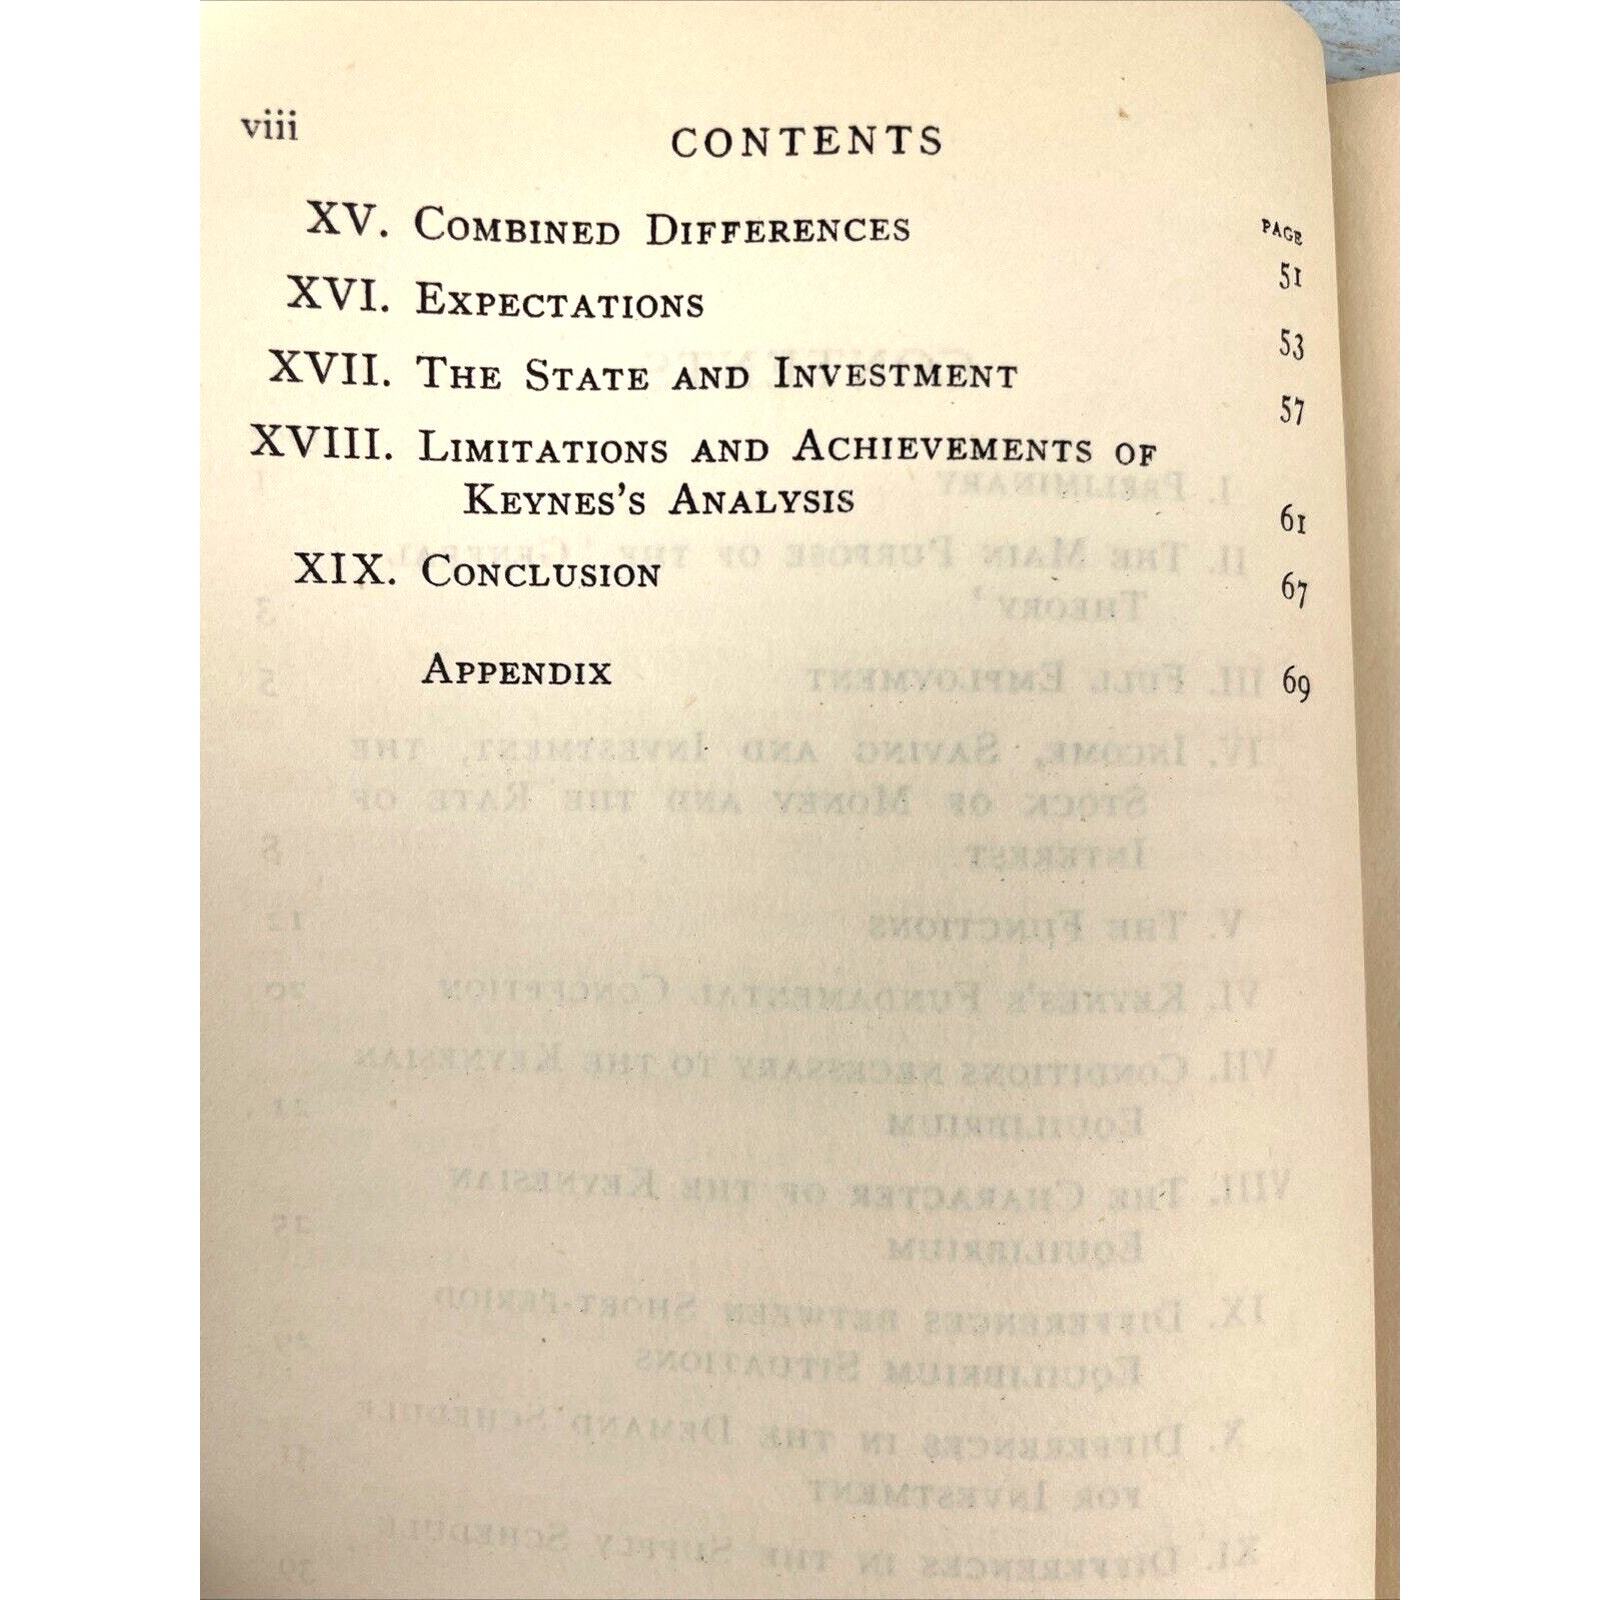 viii
CONTENTS
PAGE
XV. COMBINED DIFFERENCES 51
XVI. EXPECTATIONS 53
XVII. THE STATE AND INVESTMENT 57
XVIII. LIMITATIONS AND ACHIEVEMENTS OF
KEYNES'S ANALYSIS 61
XIX. CONCLUSION 67
APPENDIX 69